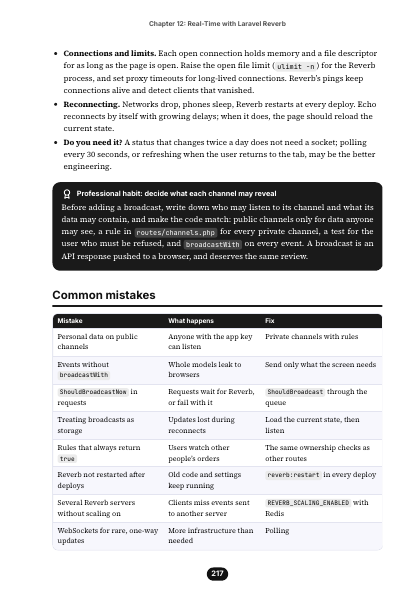 Chapter 12: Real-Time with Laravel Reverb
• Connections and limits. Each open connection holds memory and a file descriptor
for as long as the page is open. Raise the open file limit ( ulimit -n ) for the Reverb
process, and set proxy timeouts for long-lived connections. Reverb's pings keep
connections alive and detect clients that vanished.
• Reconnecting. Networks drop, phones sleep, Reverb restarts at every deploy. Echo
reconnects by itself with growing delays; when it does, the page should reload the
current state.
• Do you need it? A status that changes twice a day does not need a socket; polling
every 30 seconds, or refreshing when the user returns to the tab, may be the better
engineering.
Professional habit: decide what each channel may reveal
Before adding a broadcast, write down who may listen to its channel and what its
data may contain, and make the code match: public channels only for data anyone
may see, a rule in routes/channels.php for every private channel, a test for the
user who must be refused, and broadcastWith on every event. A broadcast is an
API response pushed to a browser, and deserves the same review.
Common mistakes
Mistake What happens Fix
Personal data on public Anyone with the app key Private channels with rules
channels can listen
Events without Whole models leak to Send only what the screen needs
broadcastWith browsers
ShouldBroadcastNow in Requests wait for Reverb, ShouldBroadcast through the
requests or fail with it queue
Treating broadcasts as Updates lost during Load the current state, then
storage reconnects listen
Rules that always return Users watch other The same ownership checks as
true people's orders other routes
Reverb not restarted after Old code and settings reverb:restart in every deploy
deploys keep running
Several Reverb servers Clients miss events sent REVERB_SCALING_ENABLED with
without scaling on to another server Redis
WebSockets for rare, one-way More infrastructure than Polling
updates needed
217